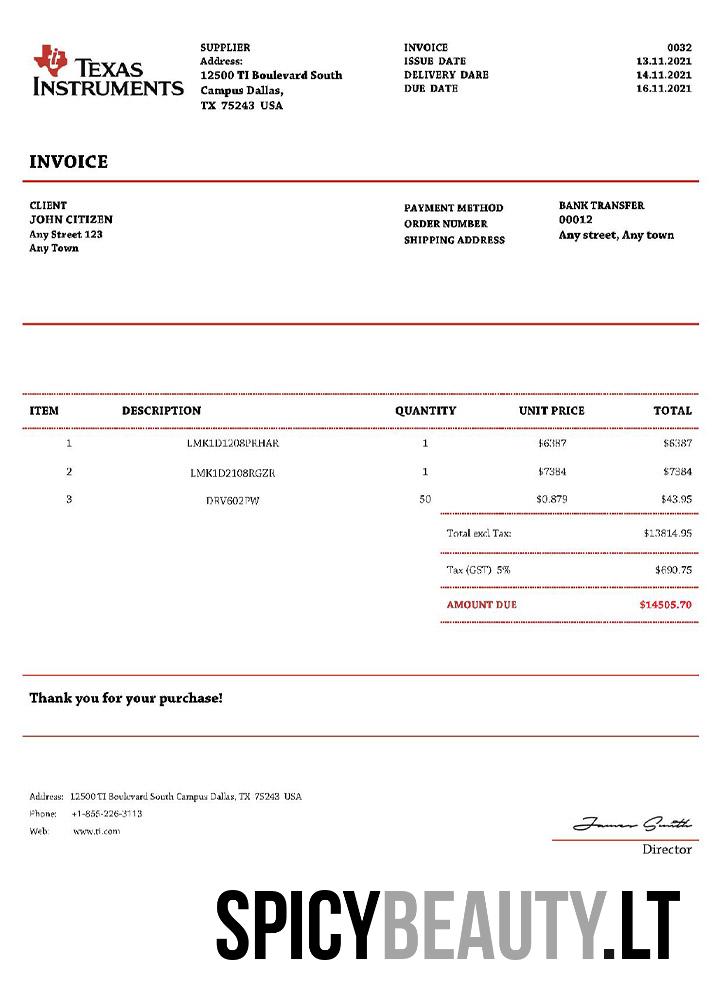 TEXAS
INSTRUMENTS
SUPPLIER
Address:
12500 TI Boulevard South
Campus Dallas,
TX 75243 USA
INVOICE 0032
ISSUE DATE 13.11.2021
DELIVERY DARE 14.11.2021
DUE DATE 16.11.2021
INVOICE
CLIENT
JOHN CITIZEN
Any Street 123
Any Town
PAYMENT METHOD BANK TRANSFER
ORDER NUMBER 00012
SHIPPING ADDRESS Any street, Any town
ITEM DESCRIPTION QUANTITY UNIT PRICE TOTAL
1 LMK1D1208PRHAR 1 $6387 $6387
2 LMK1D2108RGZR 1 $7384 $7384
3 DRV602PW 50 $0.879 $43.95
Total excl Tax: $13814.95
Tax (GST) 5% $690.75
AMOUNT DUE $14505.70
Thank you for your purchase!
Address: 12500 TI Boulevard South Campus Dallas, TX 75243 USA
Phone: +1-855-226-3113
Web: www.ti.com
James Smith
Director
SPICYBEAUTY.LT